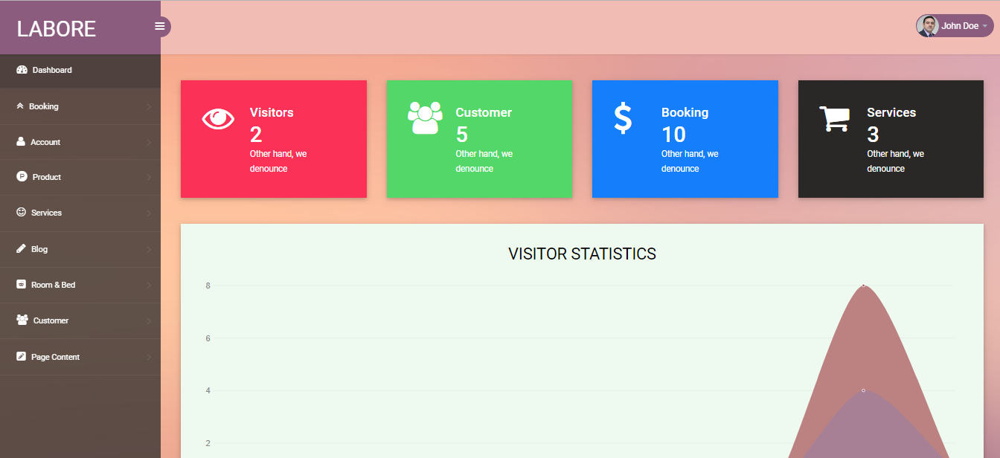 LABORE
John Doe
Dashboard
Booking
Account
Product
Services
Blog
Room & Bed
Customer
Page Content
Visitors
2
Other hand, we
denounce
Customer
5
Other hand, we
denounce
Booking
10
Other hand, we
denounce
Services
3
Other hand, we
denounce
VISITOR STATISTICS
8
6
4
2